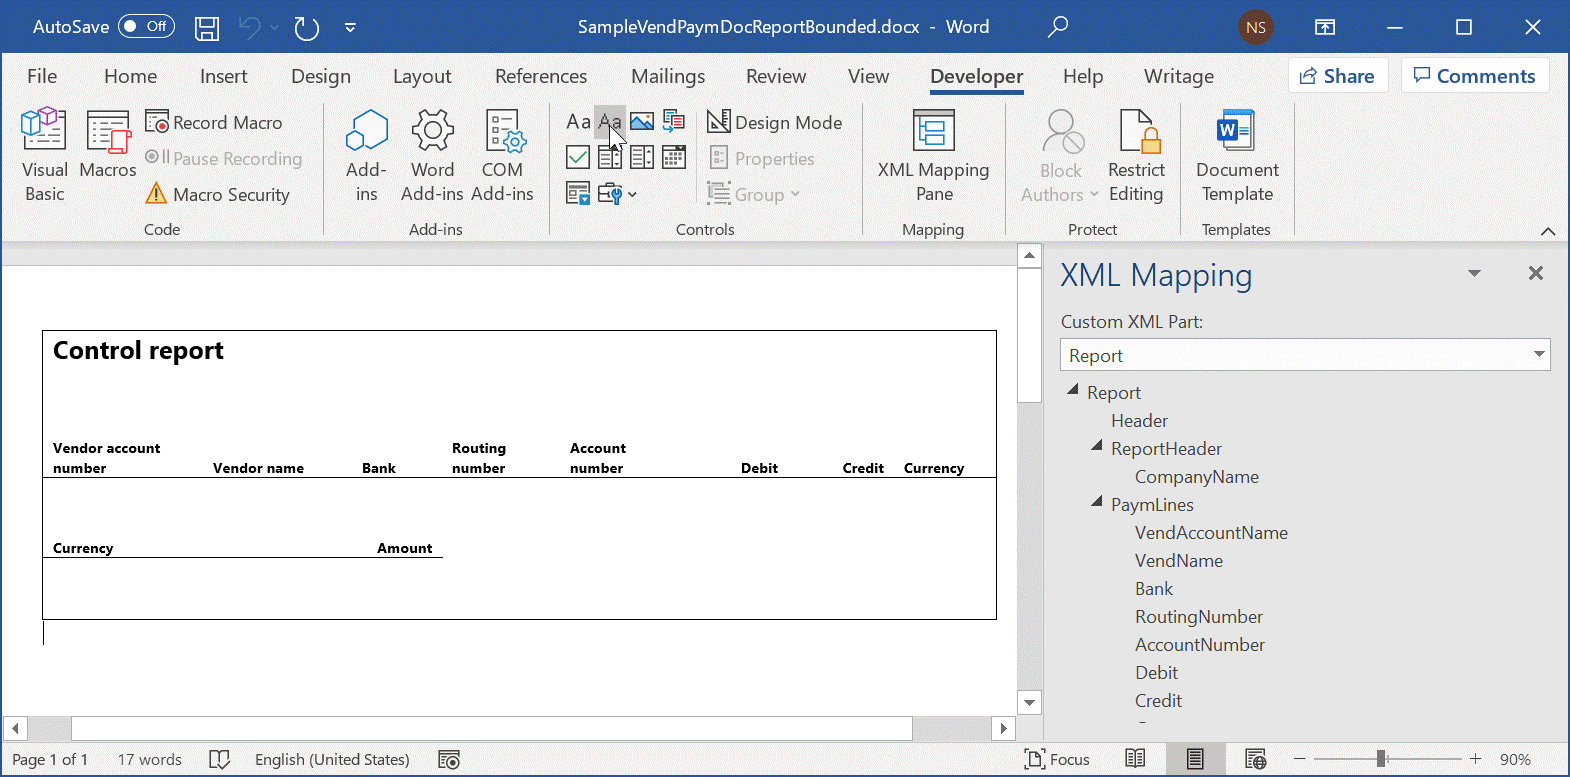 AutoSave Off SampleVendPaymDocReportBounded.docx - Word NS
File Home Insert Design Layout References Mailings Review View Developer Help Writage Share Comments
Visual Basic
Macros
Record Macro
Pause Recording
Macro Security
Code
Add-ins
Word Add-ins
COM Add-ins
Add-ins
Aa Aa
Design Mode
Properties
Group
Controls
XML Mapping Pane
Mapping
Block Authors
Restrict Editing
Protect
Document Template
Templates
Control report
Vendor account number
Vendor name
Bank
Routing number
Account number
Debit
Credit
Currency
Currency Amount
XML Mapping
Custom XML Part:
Report
Report
Header
ReportHeader
CompanyName
PaymLines
VendAccountName
VendName
Bank
RoutingNumber
AccountNumber
Debit
Credit
Page 1 of 1 17 words English (United States) Focus 90%